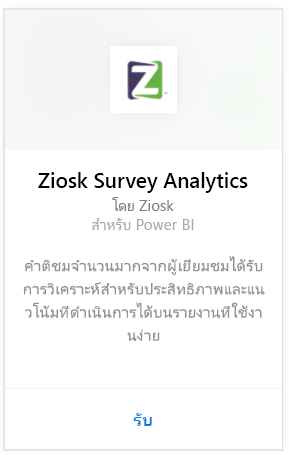 Z
Ziosk Survey Analytics
โดย Ziosk
สำหรับ Power BI
คำติชมจำนวนมากจากผู้เยี่ยมชมได้รับ
การวิเคราะห์สำหรับประสิทธิภาพและแน
วโน้มที่ดำเนินการได้บนรายงานที่ใช้งา
นง่าย
รับ